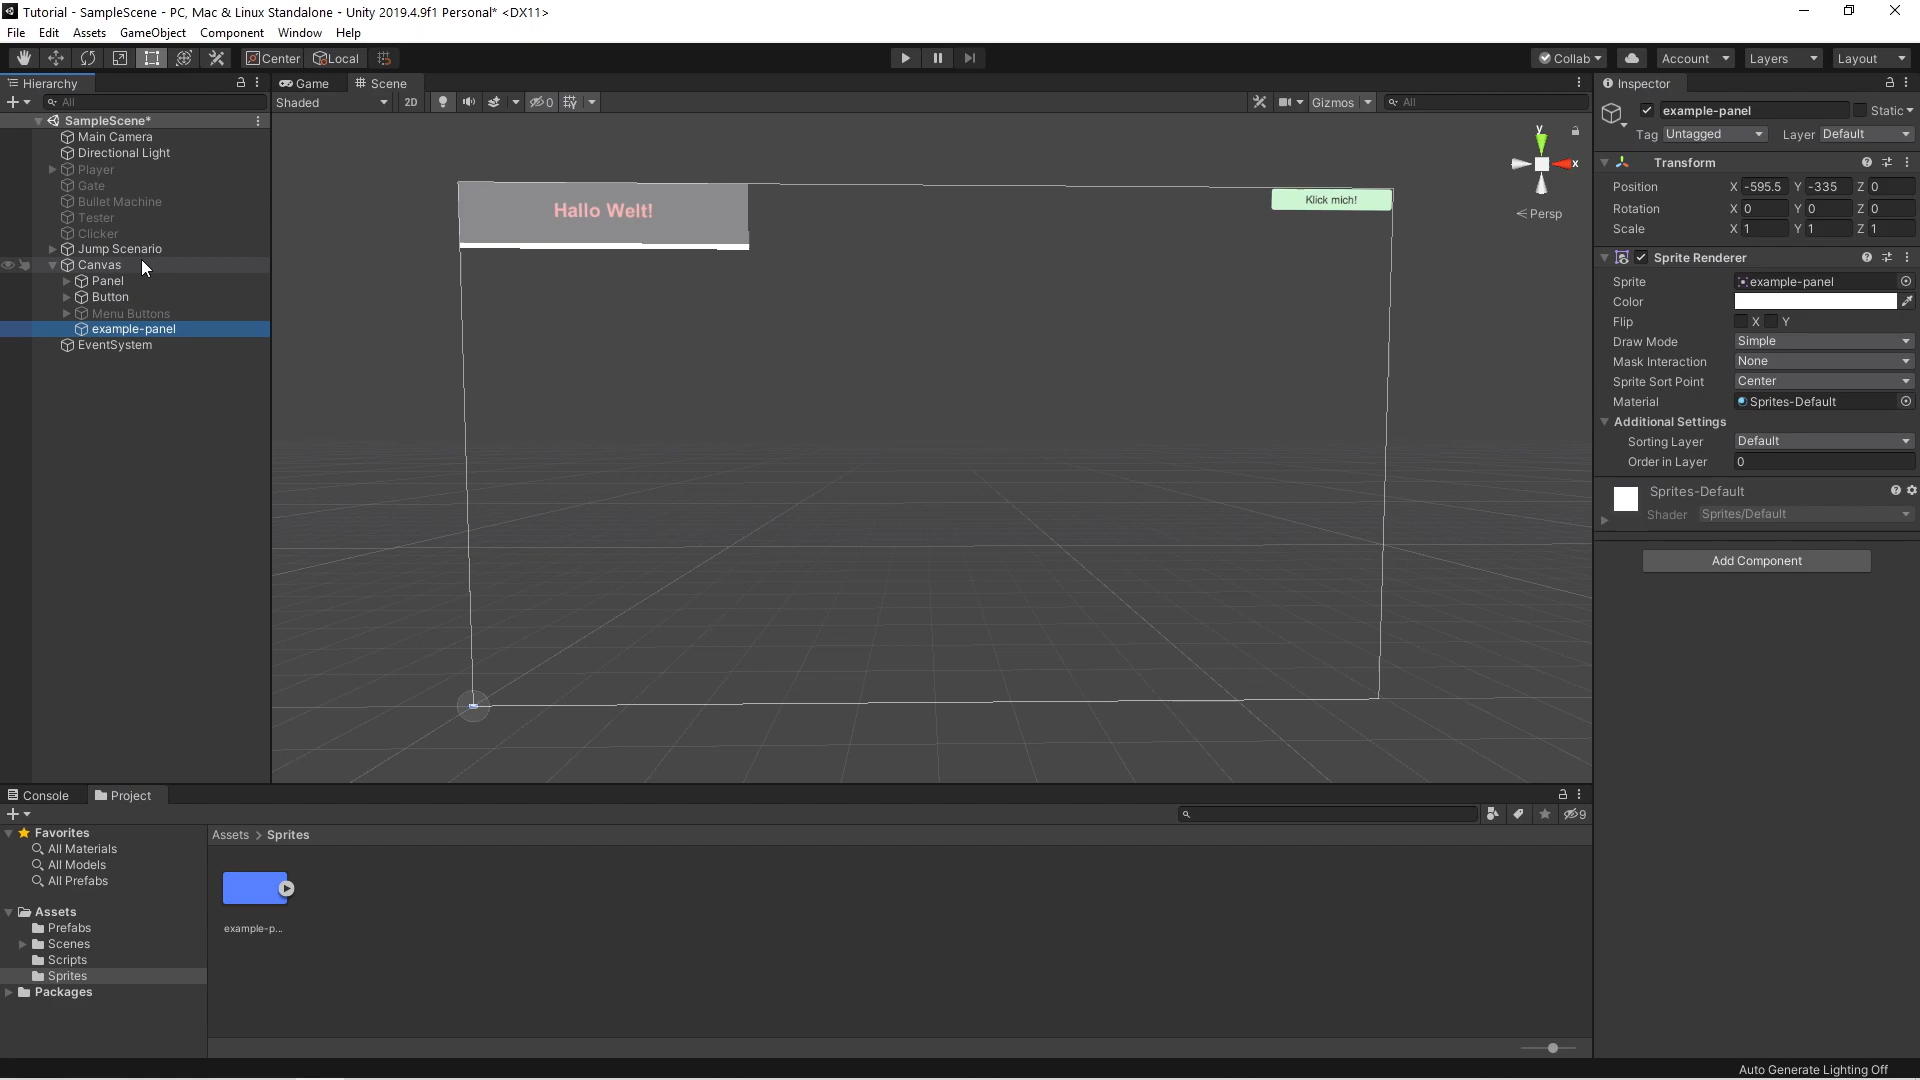 Tutorial - SampleScene - PC, Mac & Linux Standalone - Unity 2019.4.9f1 Personal* <DX11>
File Edit Assets GameObject Component Window Help
Center Local
Collab Account Layers Layout
Hierarchy
Game Scene
Inspector
All
Shaded 2D 0 Gizmos All
example-panel Static
Tag Untagged Layer Default
SampleScene*
Main Camera
Directional Light
Player
Gate
Bullet Machine
Tester
Clicker
Jump Scenario
Canvas
Panel
Button
Menu Buttons
example-panel
EventSystem
y
x
Persp
Hallo Welt!
Klick mich!
Transform
Position X -595.5 Y -335 Z 0
Rotation X 0 Y 0 Z 0
Scale X 1 Y 1 Z 1
Sprite Renderer
Sprite example-panel
Color
Flip X Y
Draw Mode Simple
Mask Interaction None
Sprite Sort Point Center
Material Sprites-Default
Additional Settings
Sorting Layer Default
Order in Layer 0
Sprites-Default
Shader Sprites/Default
Add Component
Console Project
9
Favorites
All Materials
All Models
All Prefabs
Assets
Prefabs
Scenes
Scripts
Sprites
Packages
Assets > Sprites
example-p...
Auto Generate Lighting Off